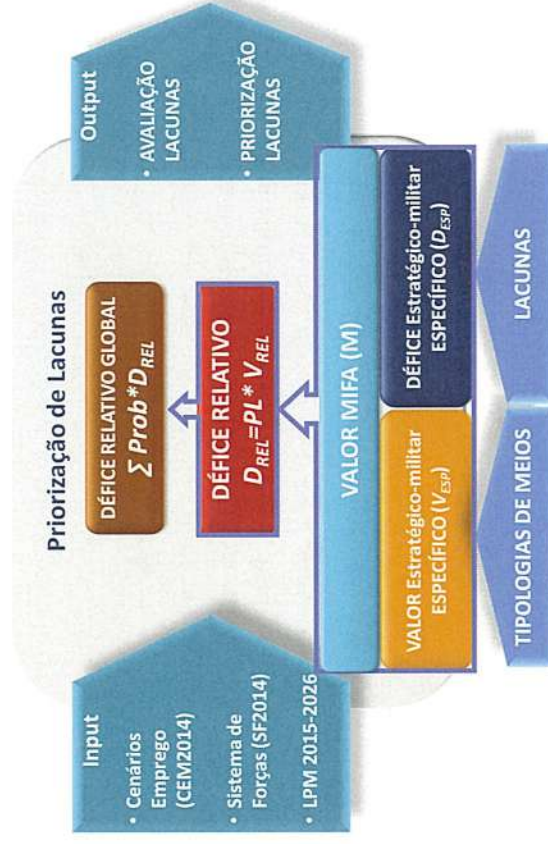 Priorização de Lacunas
Input
• Cenários
Emprego
(CEM2014)
• Sistema de
Forças (SF2014)
• LPM 2015-2026
DÉFICE RELATIVO GLOBAL
∑ Prob*D_REL
DÉFICE RELATIVO
D_REL=PL* V_REL
VALOR MIFA (M)
VALOR Estratégico-militar
ESPECÍFICO (V_ESP)
DÉFICE Estratégico-militar
ESPECÍFICO (D_ESP)
TIPOLOGIAS DE MEIOS
LACUNAS
Output
• AVALIAÇÃO
LACUNAS
• PRIORIZAÇÃO
LACUNAS